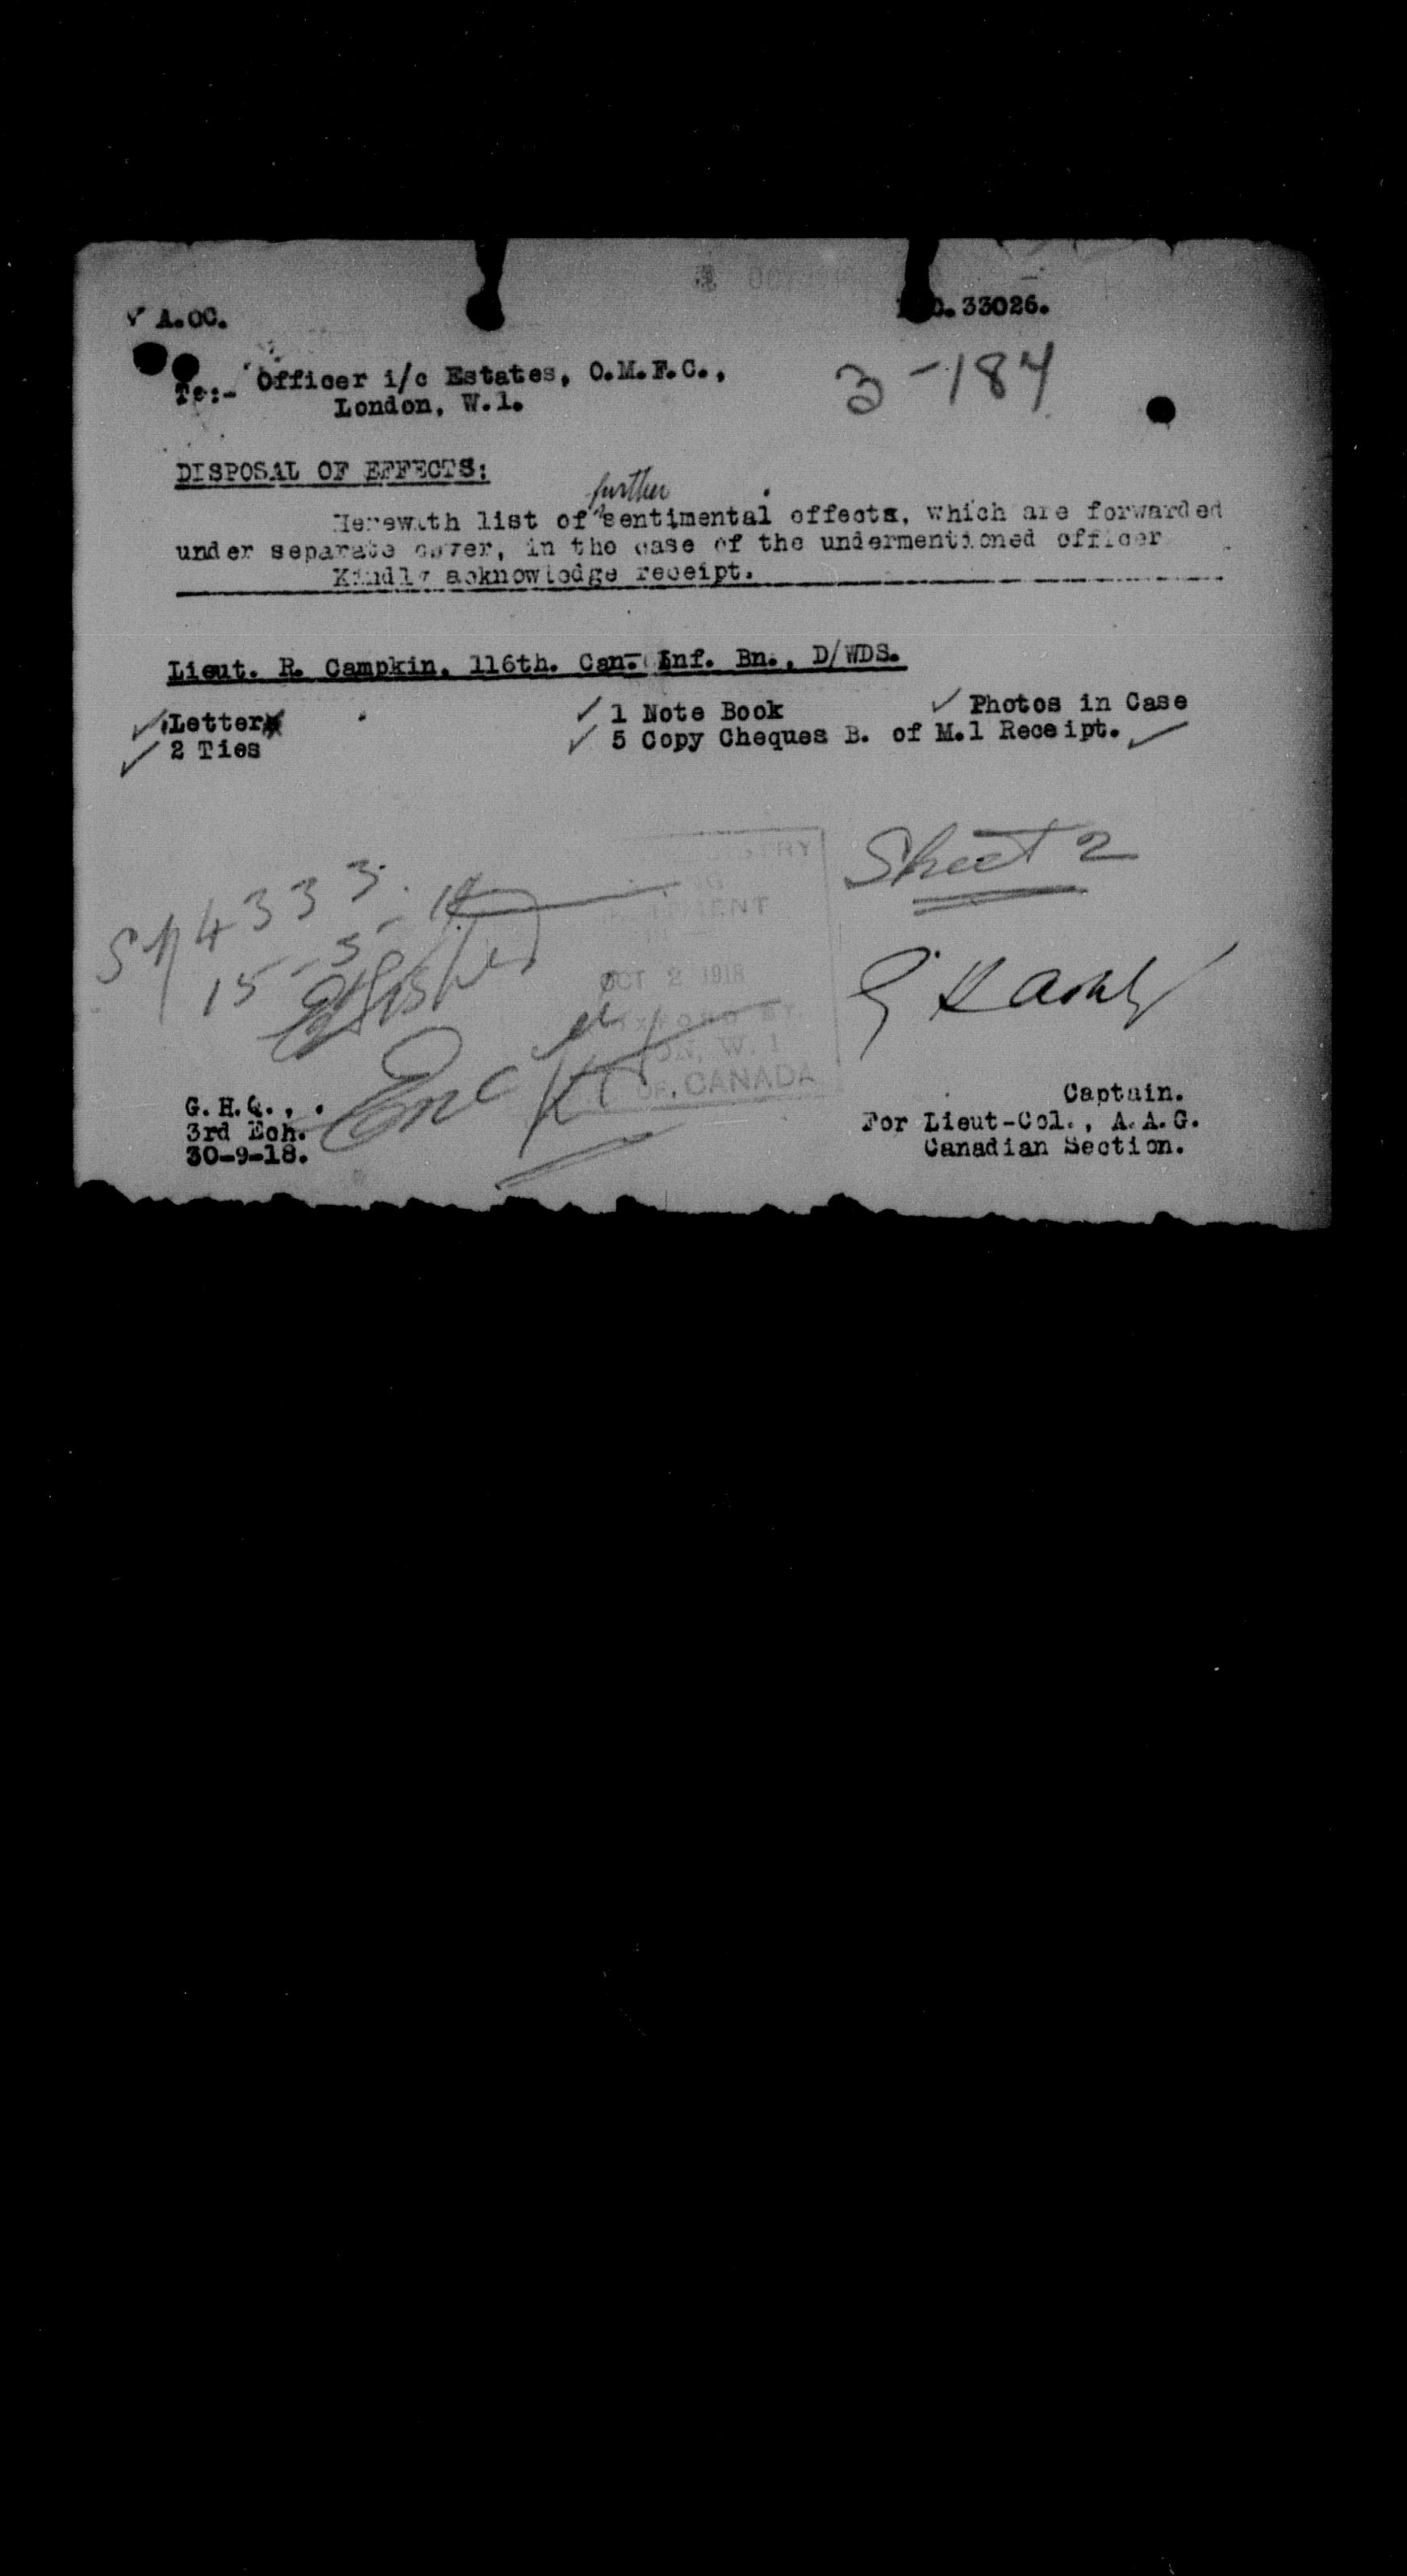 A.OC.
O. 33026.
To:- Officer i/c Estates, O.M.F.C.,
London, W.1.
3-184
DISPOSAL OF EFFECTS:
further
Herewith list of sentimental effects, which are forwarded
under separate cover, in the case of the undermentioned officer
Kindly acknowledge receipt.
Lieut. R. Campkin, 116th. Can. Inf. Bn., D/WDS.
Letter
1 Note Book
Photos in Case
2 Ties
5 Copy Cheques B. of M.1 Receipt.
Sheet 2
4333
OCT 2 1918
W. 1
OF. CANADA
G.H.Q.,
3rd Ech.
30-9-18.
Captain.
For Lieut-Col., A.A.G.
Canadian Section.